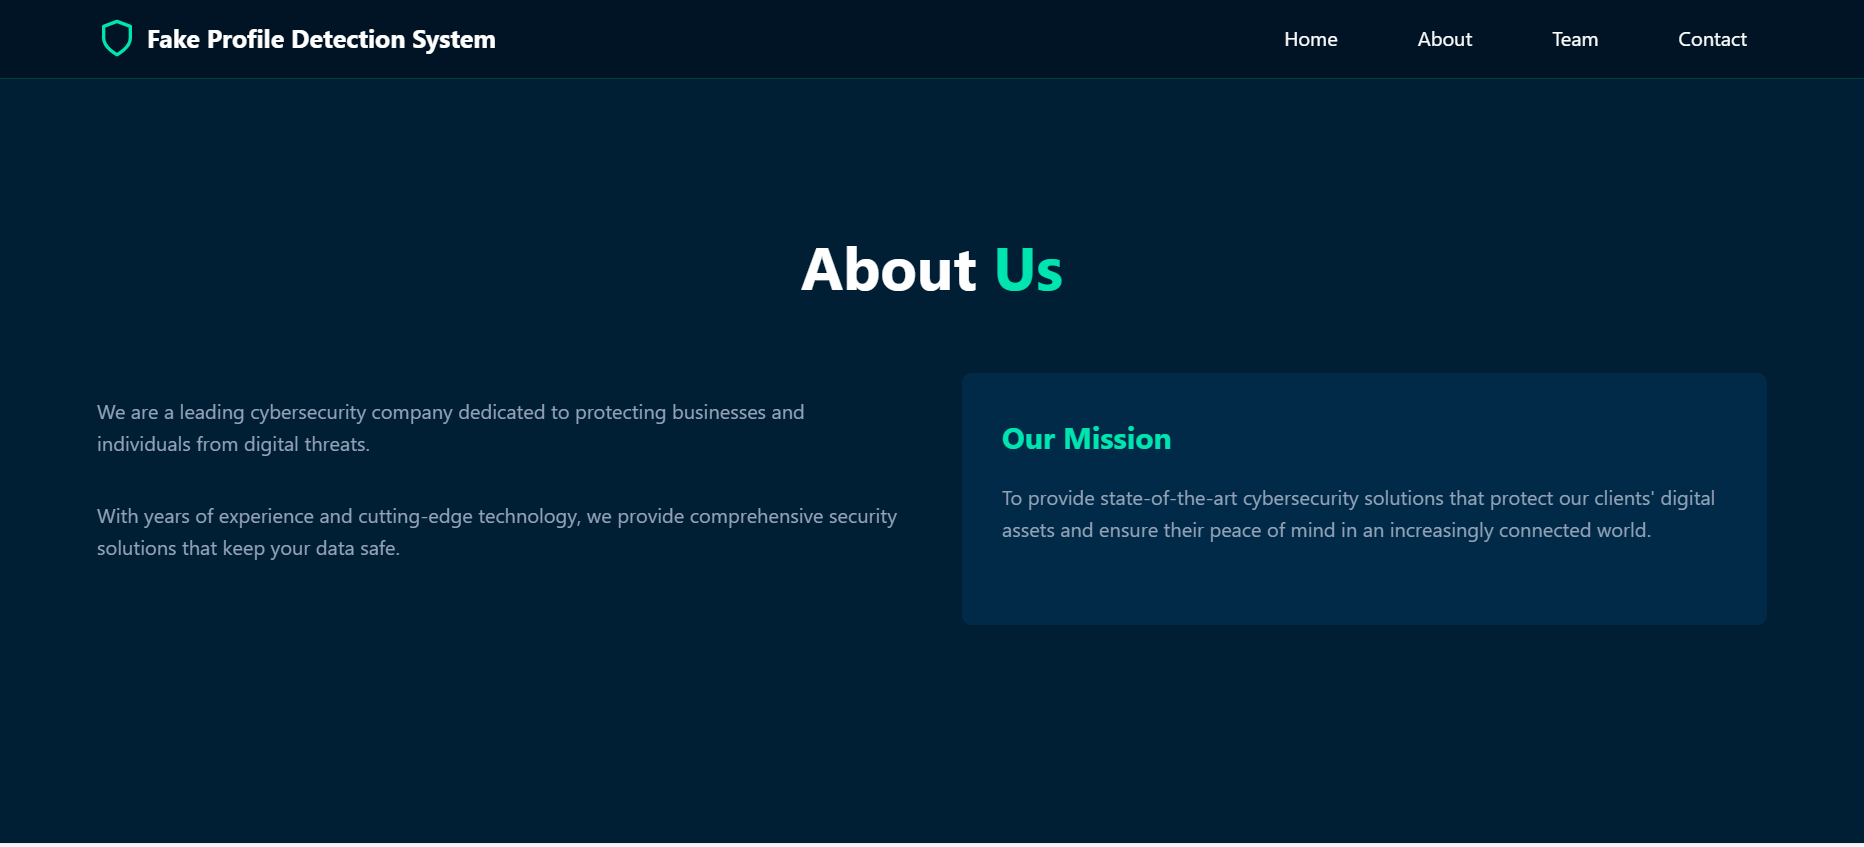 Fake Profile Detection System
Home
About
Team
Contact
About Us
We are a leading cybersecurity company dedicated to protecting businesses and
individuals from digital threats.
With years of experience and cutting-edge technology, we provide comprehensive security
solutions that keep your data safe.
Our Mission
To provide state-of-the-art cybersecurity solutions that protect our clients' digital
assets and ensure their peace of mind in an increasingly connected world.